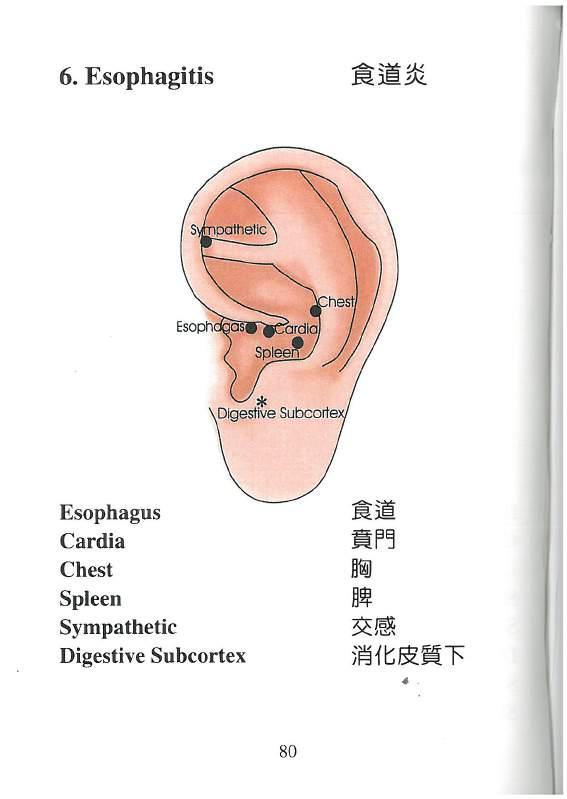 6. Esophagitis 食道炎
Sympathetic
Chest
Esophagas Cardia
Spleen
*
Digestive Subcortex
Esophagus 食道
Cardia 賁門
Chest 胸
Spleen 脾
Sympathetic 交感
Digestive Subcortex 消化皮質下
80